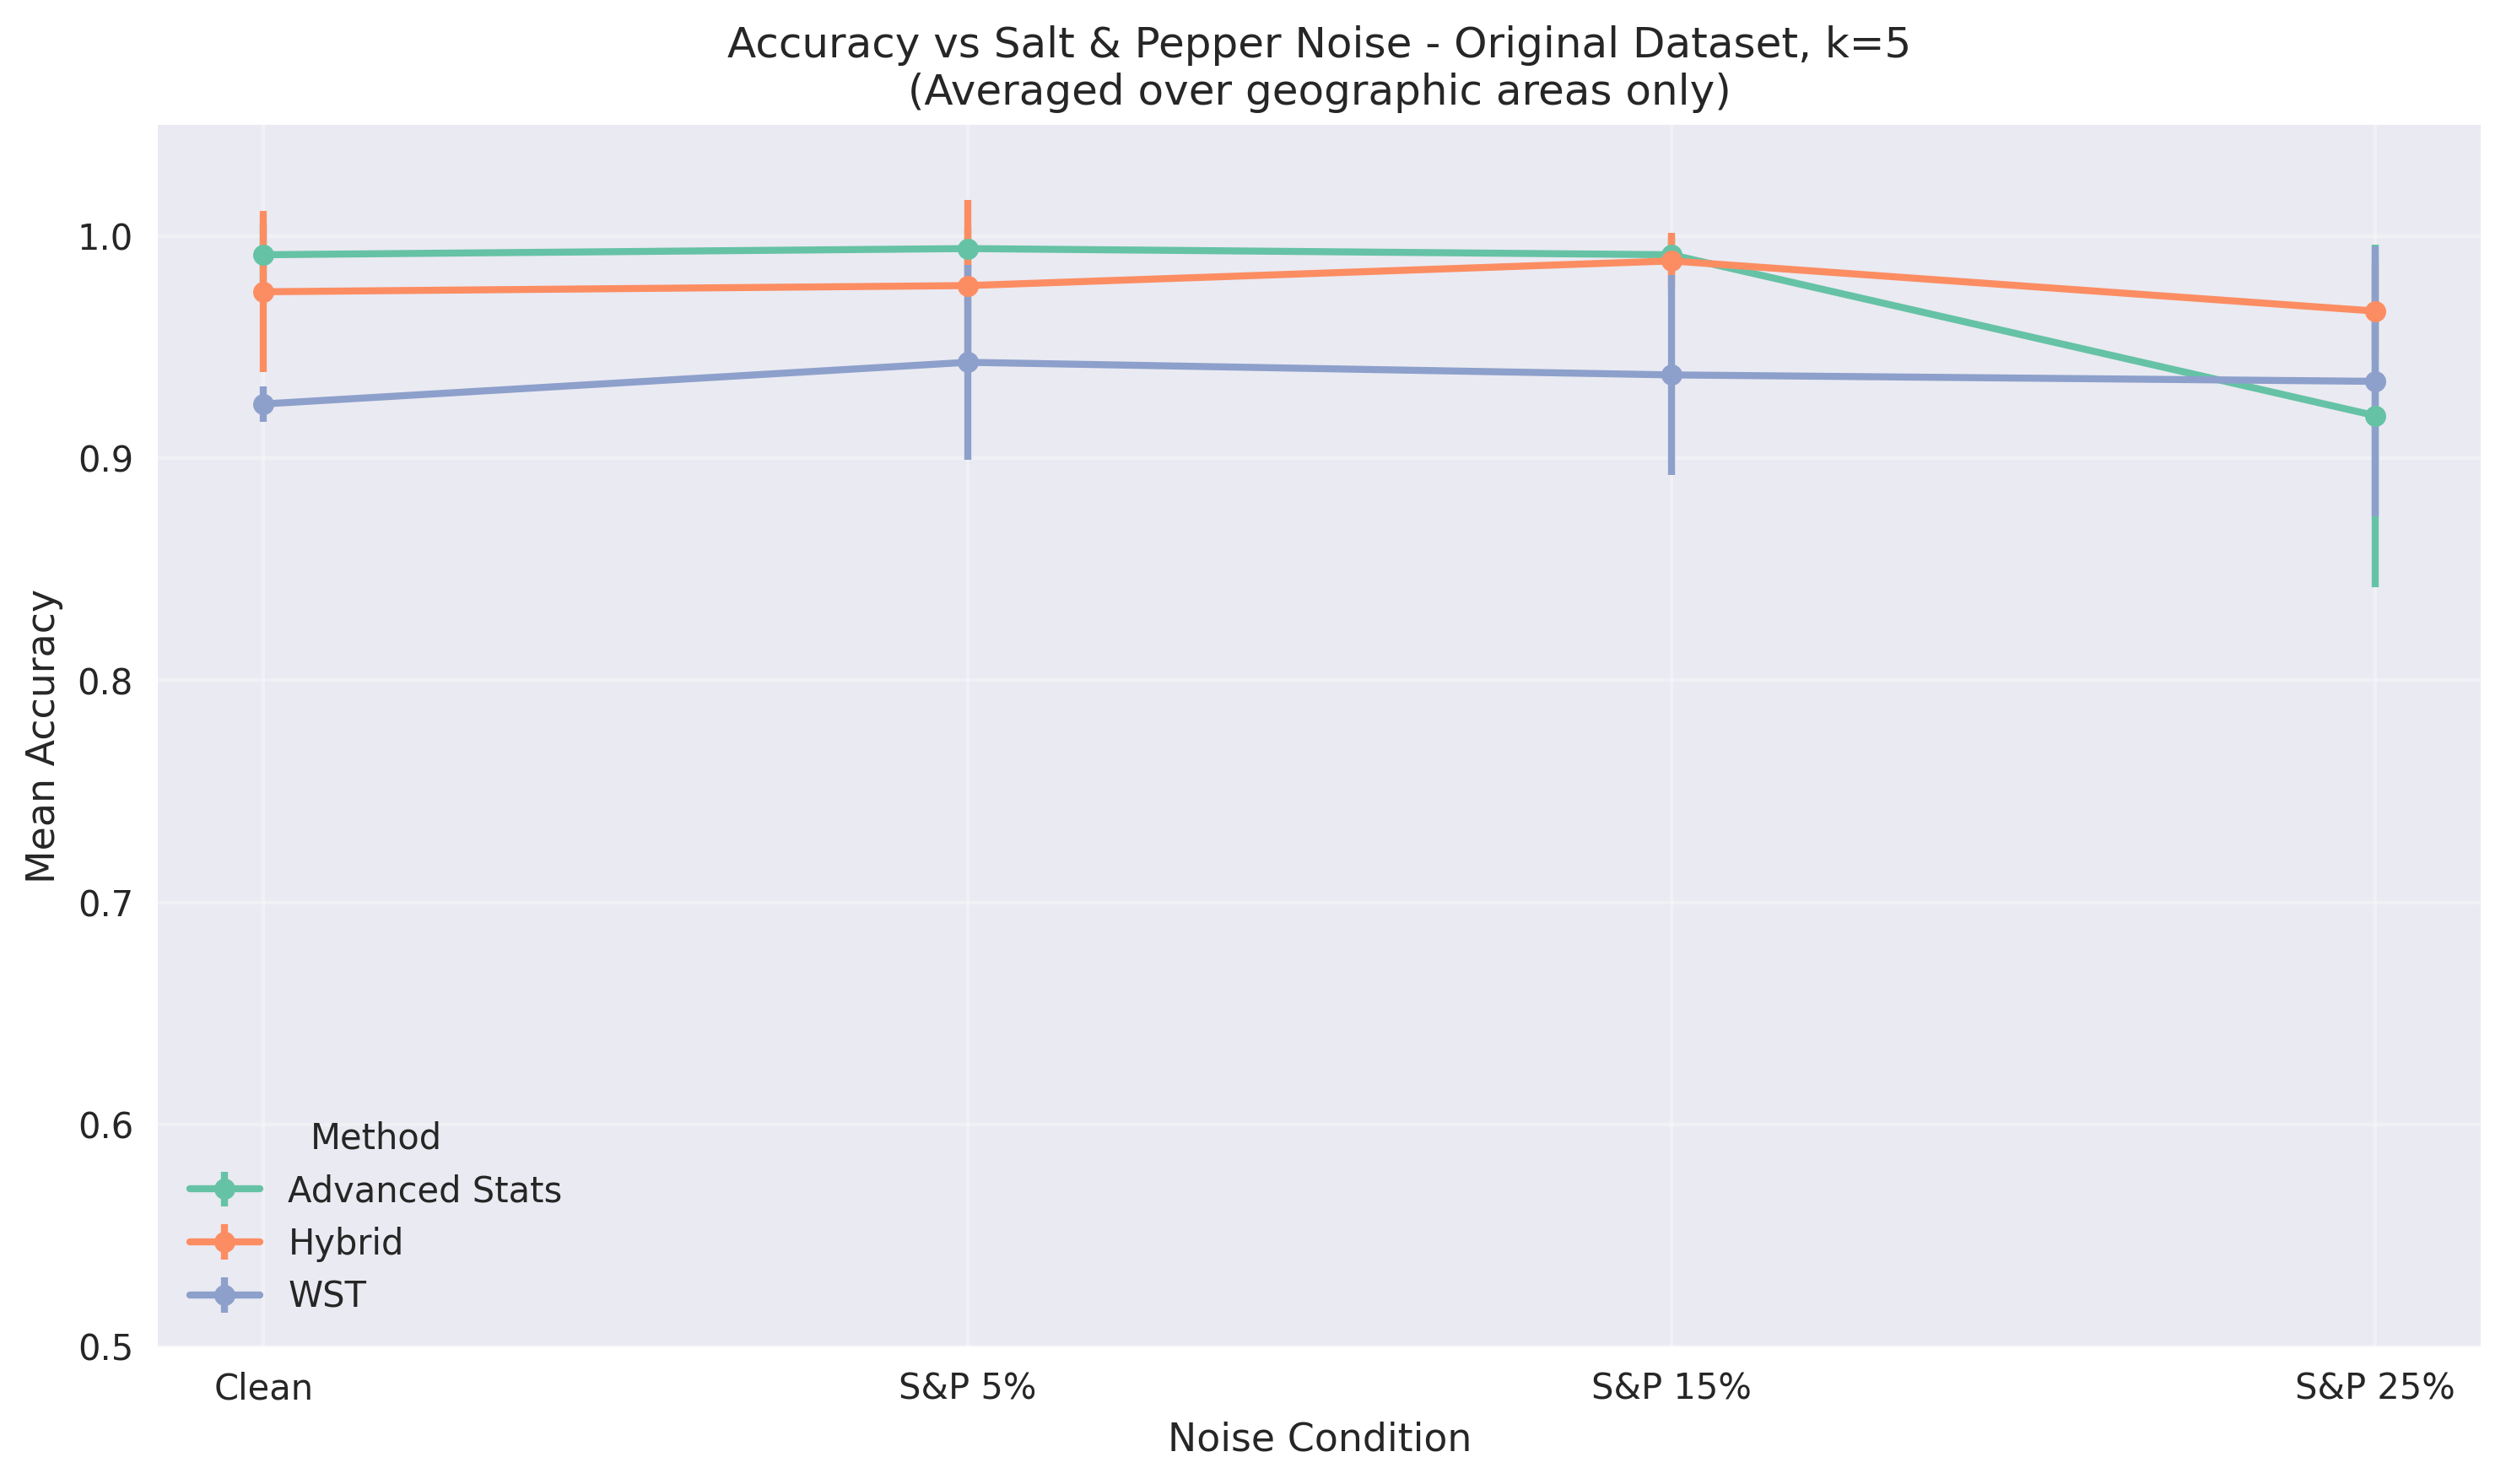 Accuracy vs Salt & Pepper Noise - Original Dataset, k=5
(Averaged over geographic areas only)
Mean Accuracy
1.0
0.9
0.8
0.7
0.6
0.5
Method
Advanced Stats
Hybrid
WST
Clean
S&P 5%
S&P 15%
S&P 25%
Noise Condition